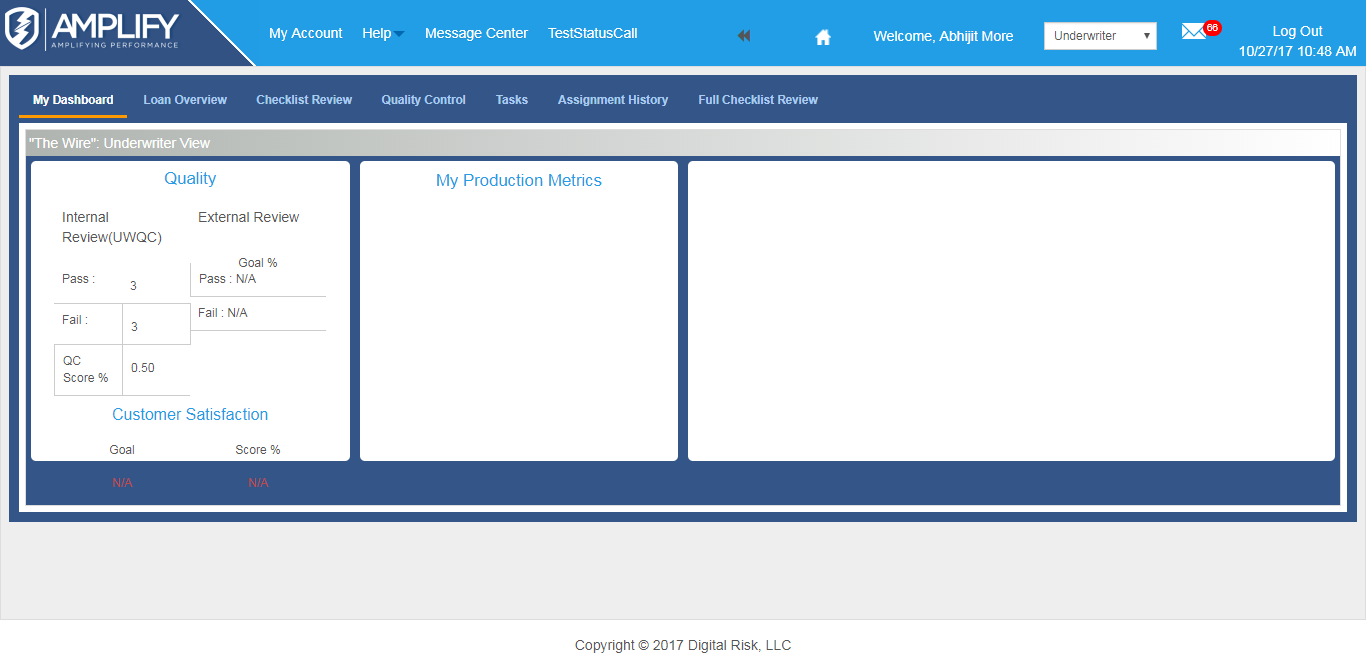 AMPLIFY
AMPLIFYING PERFORMANCE
My Account Help Message Center TestStatusCall
Welcome, Abhijit More
Underwriter
66
Log Out
10/27/17 10:48 AM
My Dashboard Loan Overview Checklist Review Quality Control Tasks Assignment History Full Checklist Review
"The Wire": Underwriter View
Quality
Internal
Review(UWQC)
Pass : 3
Fail : 3
QC
Score % 0.50
External Review
Goal %
Pass : N/A
Fail : N/A
Customer Satisfaction
Goal Score %
N/A N/A
My Production Metrics
Copyright © 2017 Digital Risk, LLC